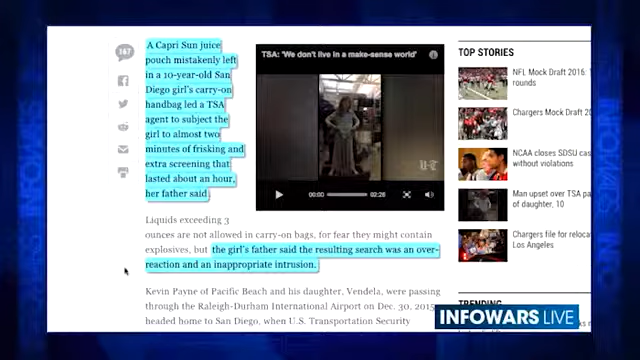 INFOWARS
167
A Capri Sun juice
pouch mistakenly left
in a 10-year-old San
Diego girl's carry-on
handbag led a TSA
agent to subject the
girl to almost two
minutes of frisking and
extra screening that
lasted about an hour,
her father said.
Liquids exceeding 3
ounces are not allowed in carry-on bags, for fear they might contain
explosives, but the girl's father said the resulting search was an over-
reaction and an inappropriate intrusion.
Kevin Payne of Pacific Beach and his daughter, Vendela, were passing
through the Raleigh-Durham International Airport on Dec. 30, 2015,
headed home to San Diego, when U.S. Transportation Security
TSA: 'We don't live in a make-sense world'
U-T
00:00
02:26
TOP STORIES
NFL Mock Draft 2016:
rounds
Chargers Mock Draft
NCAA closes SDSU
without violations
Man upset over TSA
of daughter, 10
Chargers file for
Los Angeles
TRENDING
INFOWARS LIVE